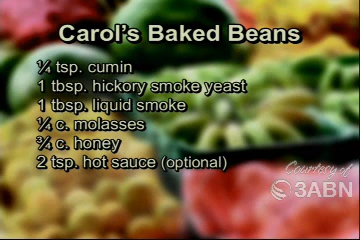 Carol's Baked Beans
¼ tsp. cumin
1 tbsp. hickory smoke yeast
1 tbsp. liquid smoke
¼ c. molasses
¾ c. honey
2 tsp. hot sauce (optional)
Courtesy of
3ABN